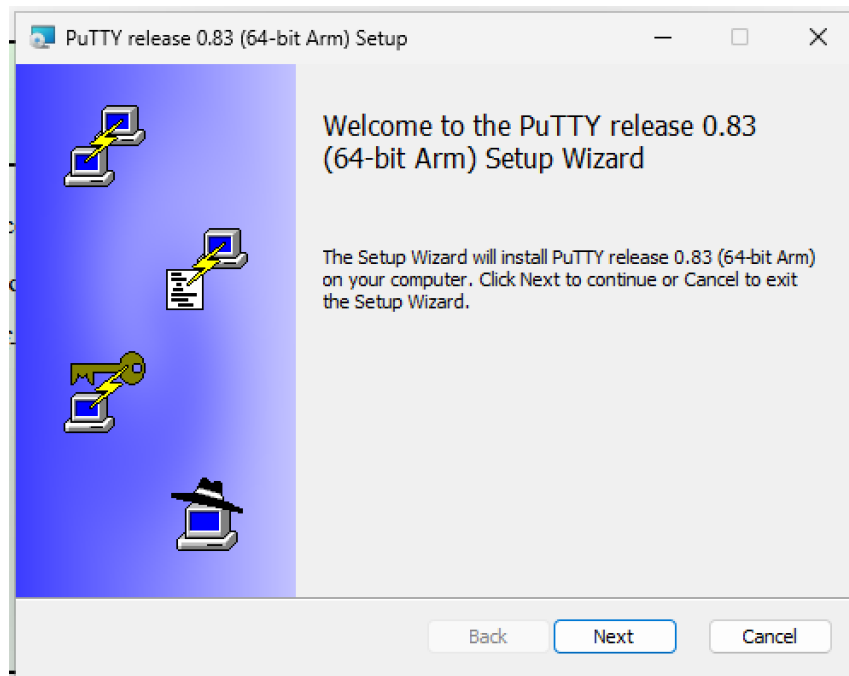 PuTTY release 0.83 (64-bit Arm) Setup
Welcome to the PuTTY release 0.83
(64-bit Arm) Setup Wizard
The Setup Wizard will install PuTTY release 0.83 (64-bit Arm)
on your computer. Click Next to continue or Cancel to exit
the Setup Wizard.
Back Next Cancel